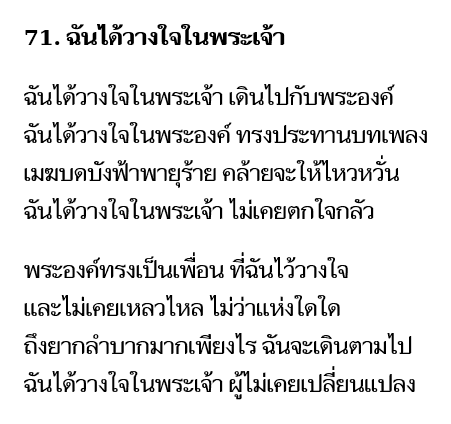 71. ฉันได้วางใจในพระเจ้า
ฉันได้วางใจในพระเจ้า เดินไปกับพระองค์
ฉันได้วางใจในพระองค์ ทรงประทานบทเพลง
เมฆบดบังฟ้าพายุร้าย คล้ายจะให้ไหวหวั่น
ฉันได้วางใจในพระเจ้า ไม่เคยตกใจกลัว
พระองค์ทรงเป็นเพื่อน ที่ฉันไว้วางใจ
และไม่เคยเหลวไหล ไม่ว่าแห่งใดใด
ถึงยากลำบากมากเพียงไร ฉันจะเดินตามไป
ฉันได้วางใจในพระเจ้า ผู้ไม่เคยเปลี่ยนแปลง